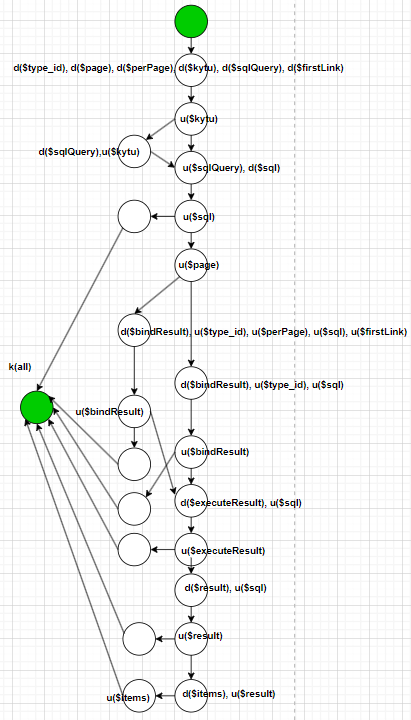 d($type_id), d($page), d($perPage), d($kytu), d($sqlQuery), d($firstLink)
u($kytu)
d($sqlQuery),u($kytu)
u($sqlQuery), d($sql)
u($sql)
u($page)
d($bindResult), u($type_id), u($perPage), u($sql), u($firstLink)
k(all)
d($bindResult), u($type_id), u($sql)
u($bindResult)
u($bindResult)
d($executeResult), u($sql)
u($executeResult)
d($result), u($sql)
u($result)
u($items)
d($items), u($result)